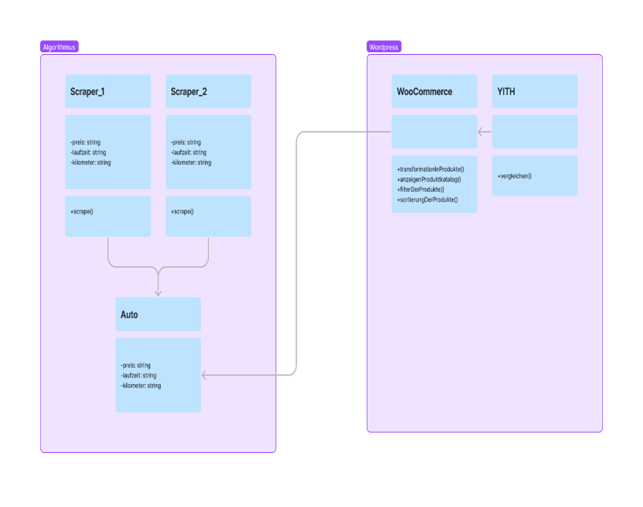 Algorithmus
Scraper_1
-preis: string
-laufzeit: string
-kilometer: string
+scrape()
Scraper_2
-preis: string
-laufzeit: string
-kilometer: string
+scrape()
Auto
-preis: string
-laufzeit: string
-kilometer: string
Wordpress
WooCommerce
+transformationInProdukte()
+anzeigenProduktkatalog()
+filterDerProdukte()
+sortierungDerProdukte()
YITH
+vergleichen()